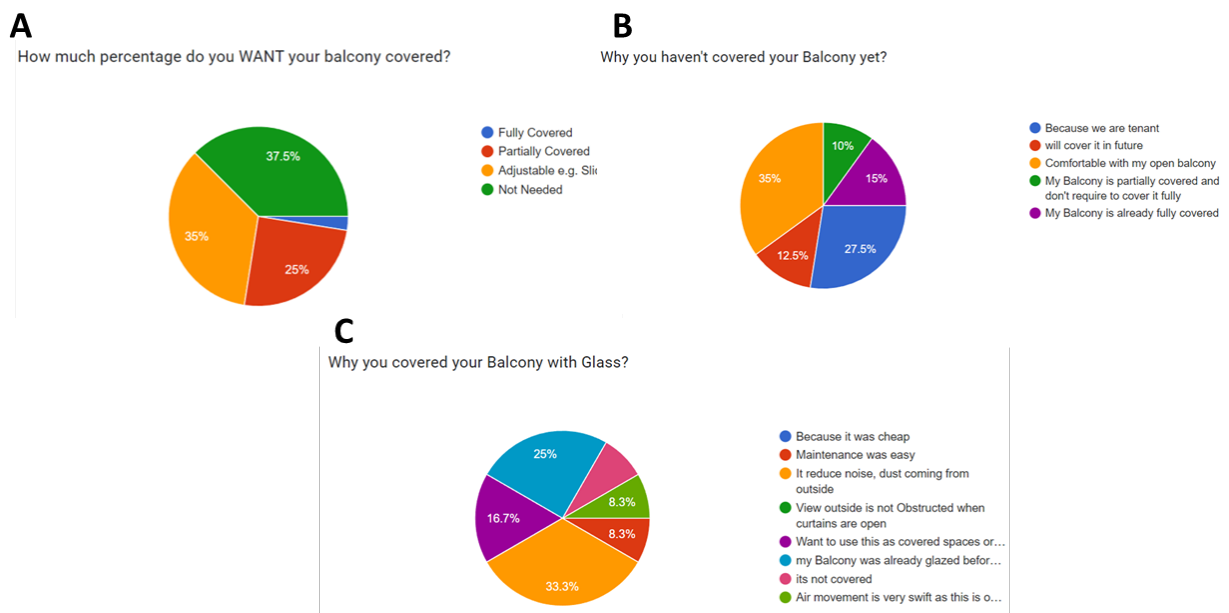 A
How much percentage do you WANT your balcony covered?
37.5%
35%
25%
Fully Covered
Partially Covered
Adjustable e.g. Sli
Not Needed
B
Why you haven't covered your Balcony yet?
10%
15%
35%
12.5%
27.5%
Because we are tenant
will cover it in future
Comfortable with my open balcony
My Balcony is partially covered and
don't require to cover it fully
My Balcony is already fully covered
C
Why you covered your Balcony with Glass?
25%
8.3%
16.7%
8.3%
33.3%
Because it was cheap
Maintenance was easy
It reduce noise, dust coming from
outside
View outside is not Obstructed when
curtains are open
Want to use this as covered spaces or…
my Balcony was already glazed befor…
its not covered
Air movement is very swift as this is o…